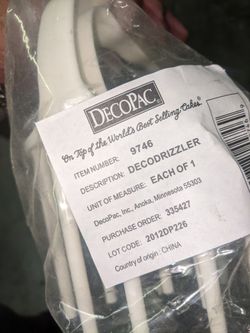 DECOPAC®
On Top of the World's Best Selling Cakes®
ITEM NUMBER: 9746
DESCRIPTION: DECODRIZZLER
UNIT OF MEASURE: EACH OF 1
DecoPac, Inc, Anoka, Minnesota 55303
PURCHASE ORDER: 335427
LOT CODE: 2012DP226
Country of origin - CHINA